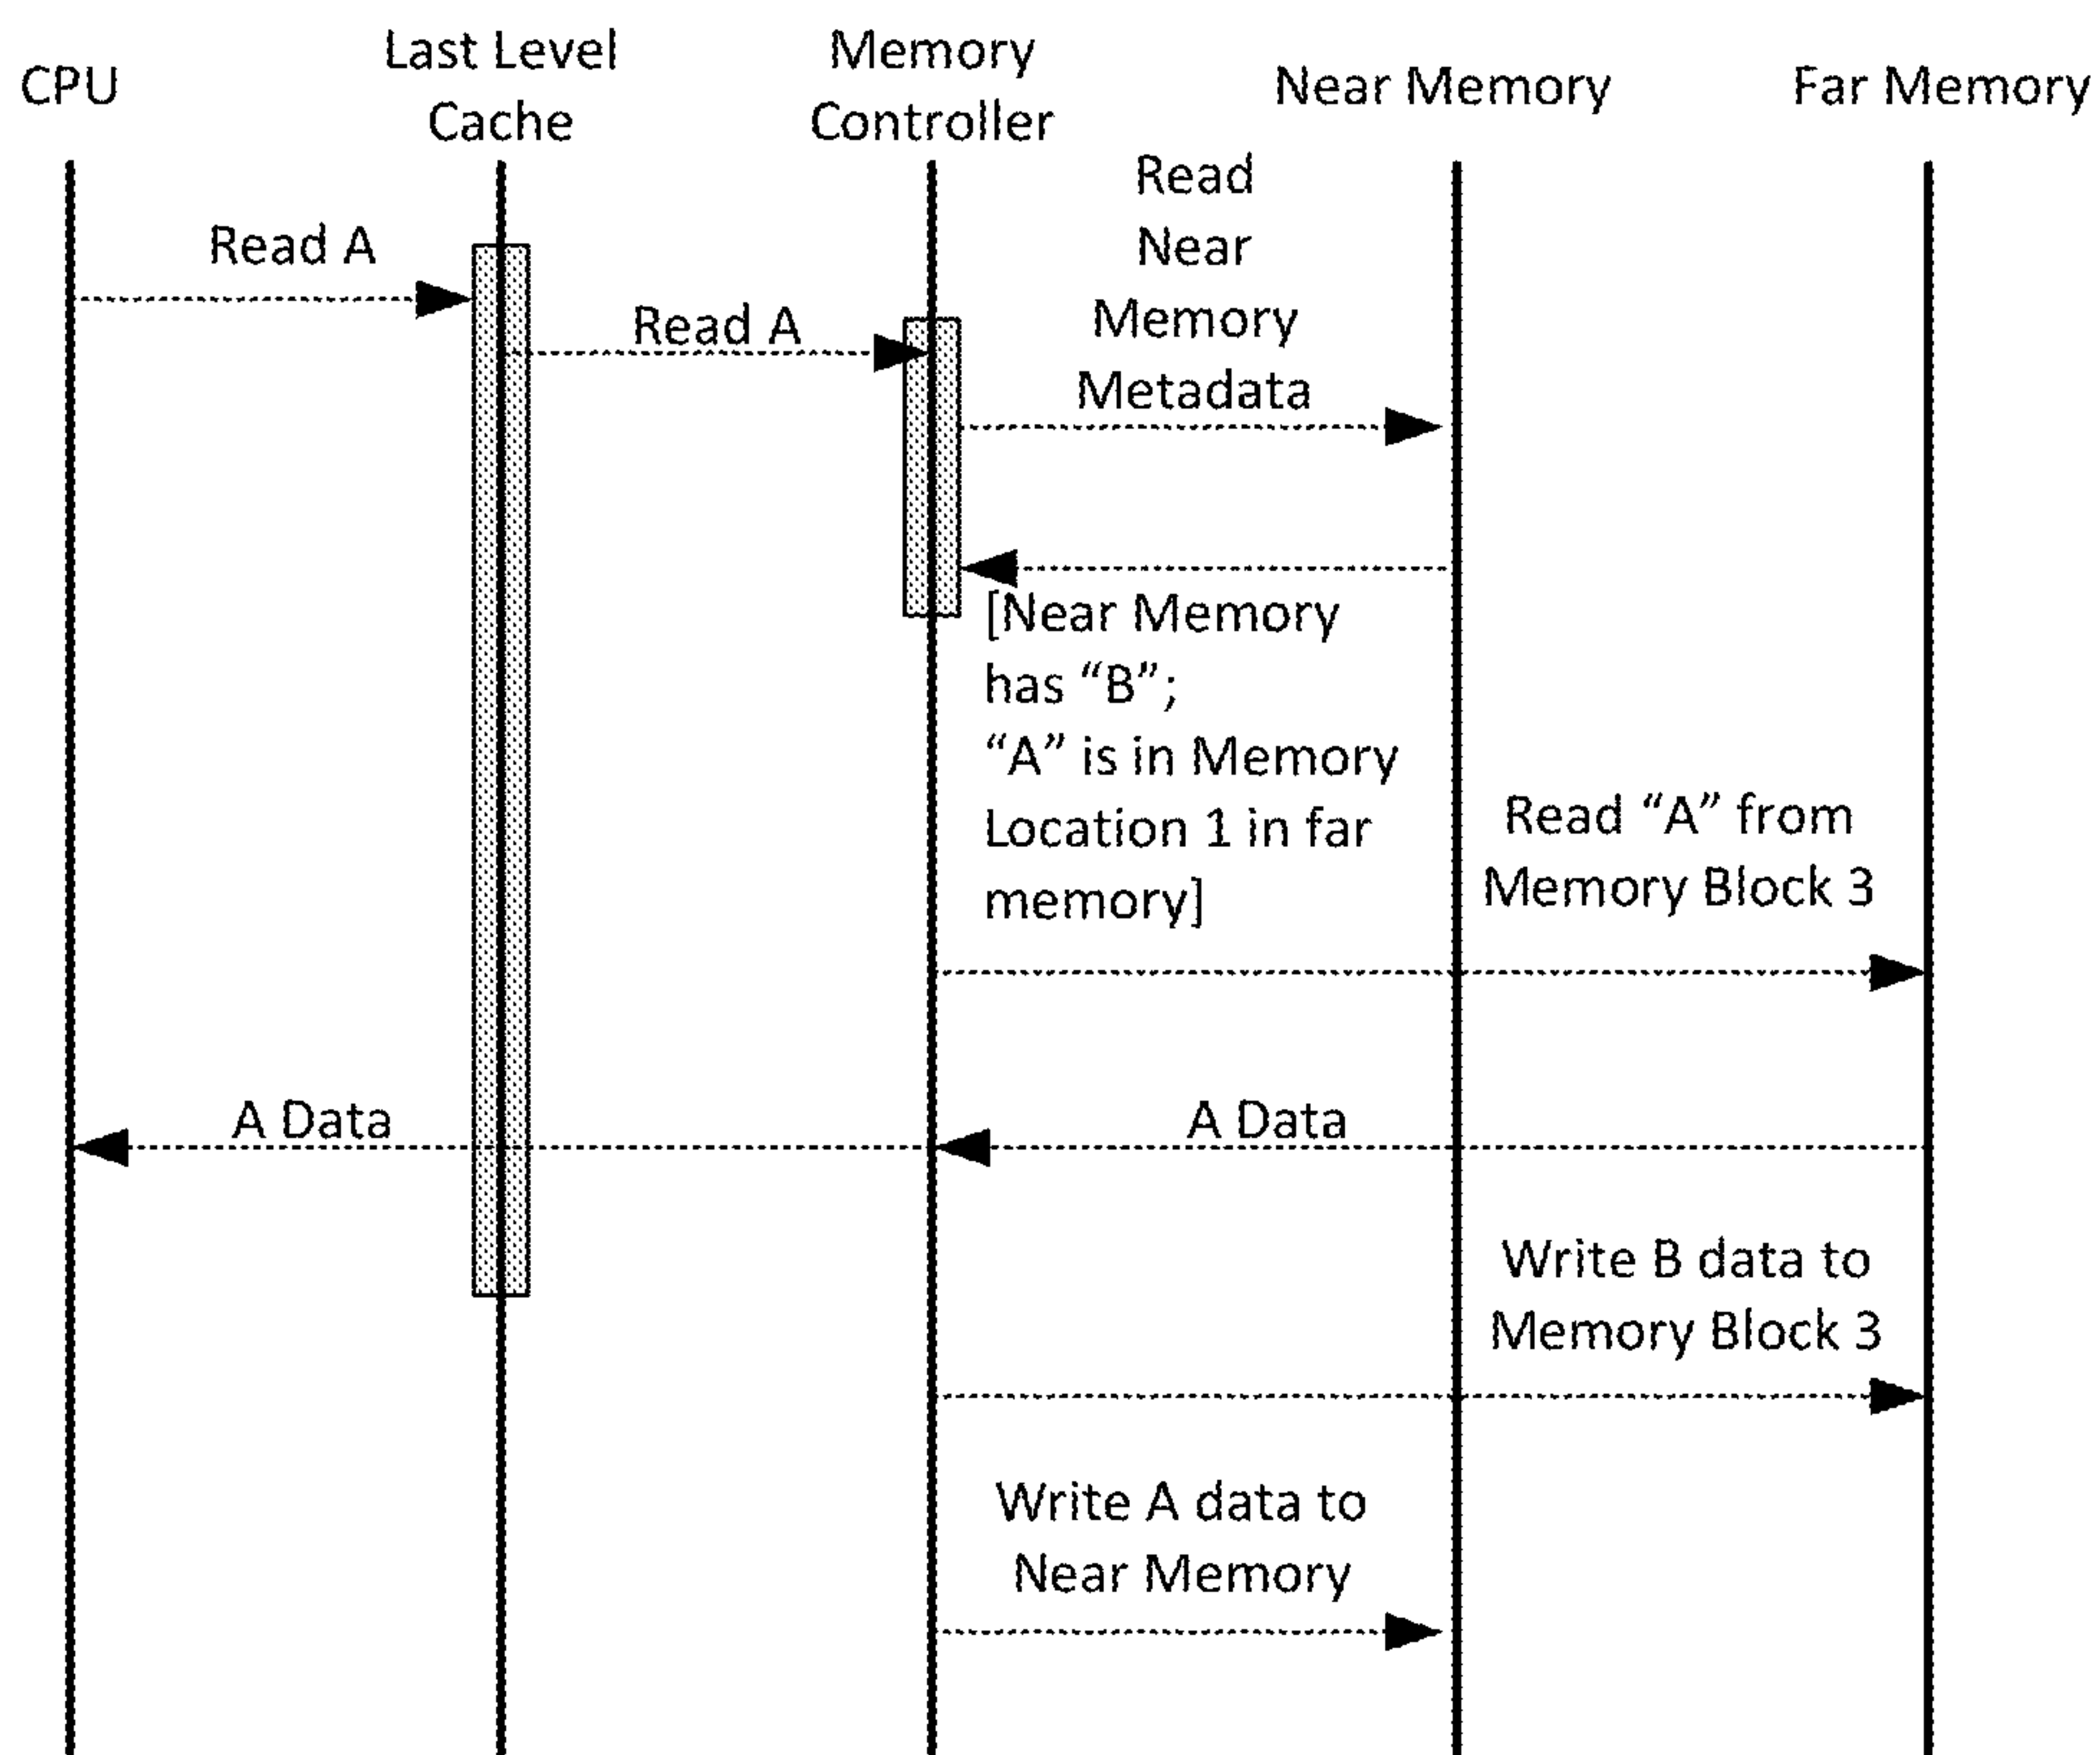 CPU
Last Level
Cache
Memory
Controller
Near Memory
Far Memory
Read A
Read A
Read
Near
Memory
Metadata
[Near Memory
has “B”;
“A” is in Memory
Location 1 in far
memory]
Read “A” from
Memory Block 3
A Data
A Data
Write B data to
Memory Block 3
Write A data to
Near Memory